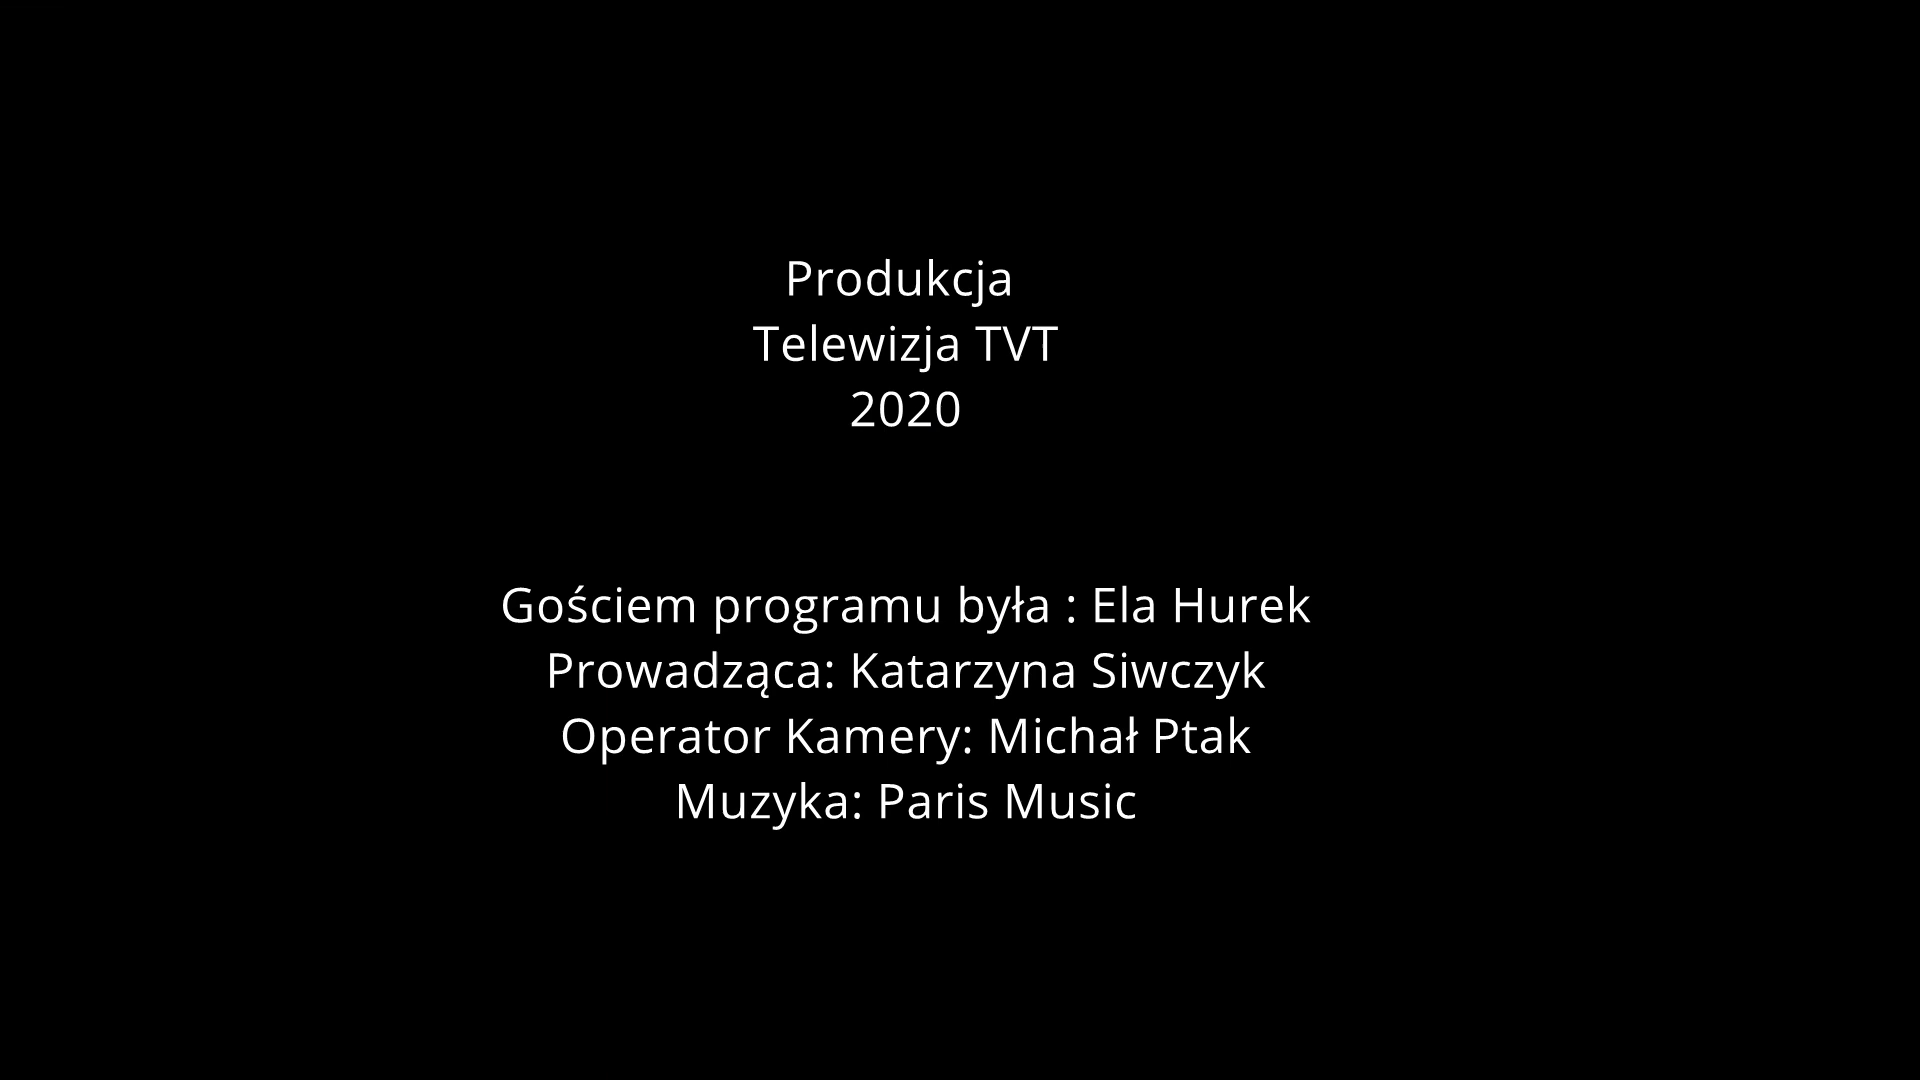 Produkcja
Telewizja TVT
2020
Gościem programu była : Ela Hurek
Prowadząca: Katarzyna Siwczyk
Operator Kamery: Michał Ptak
Muzyka: Paris Music